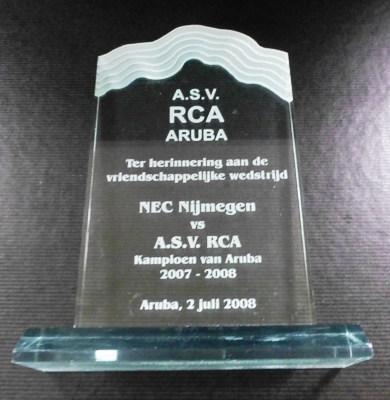 A.S.V.
RCA
ARUBA
Ter herinnering aan de
vriendschappelijke wedstrijd
NEC Nijmegen
vs
A.S.V. RCA
Kampioen van Aruba
2007 - 2008
Aruba, 2 juli 2008